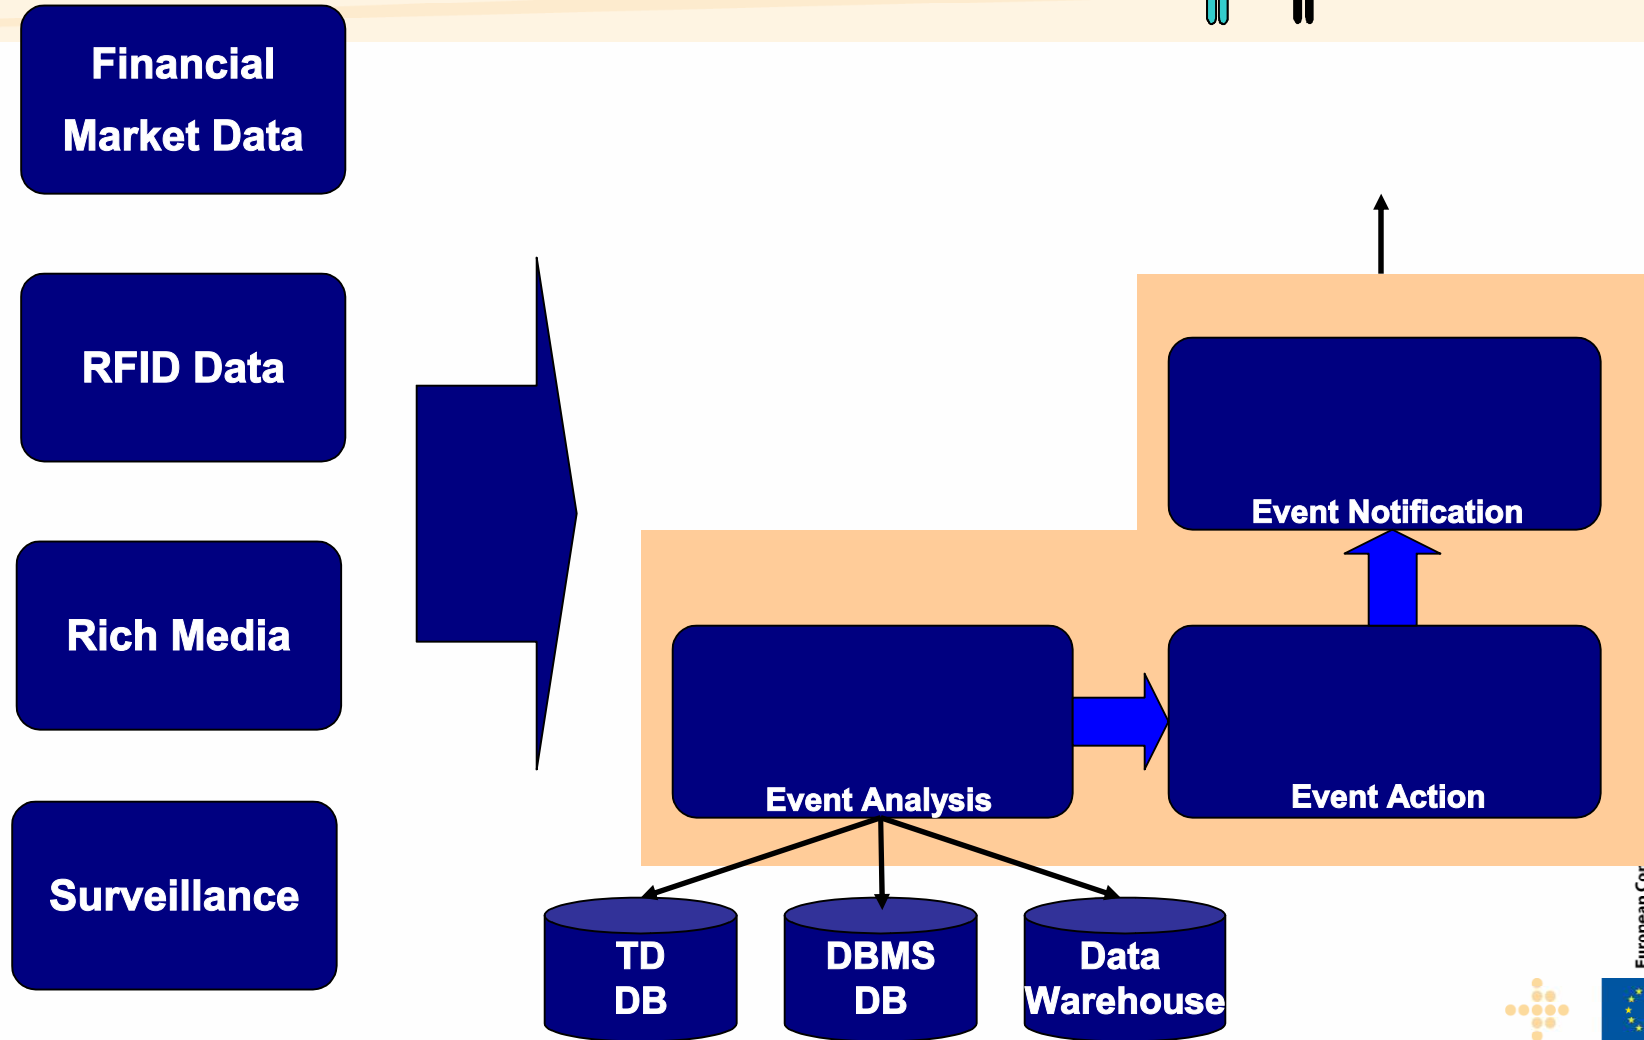 Financial
Market Data
RFID Data
Rich Media
Surveillance
Event Notification
Event Analysis
Event Action
TD
DB
DBMS
DB
Data
Warehouse
European